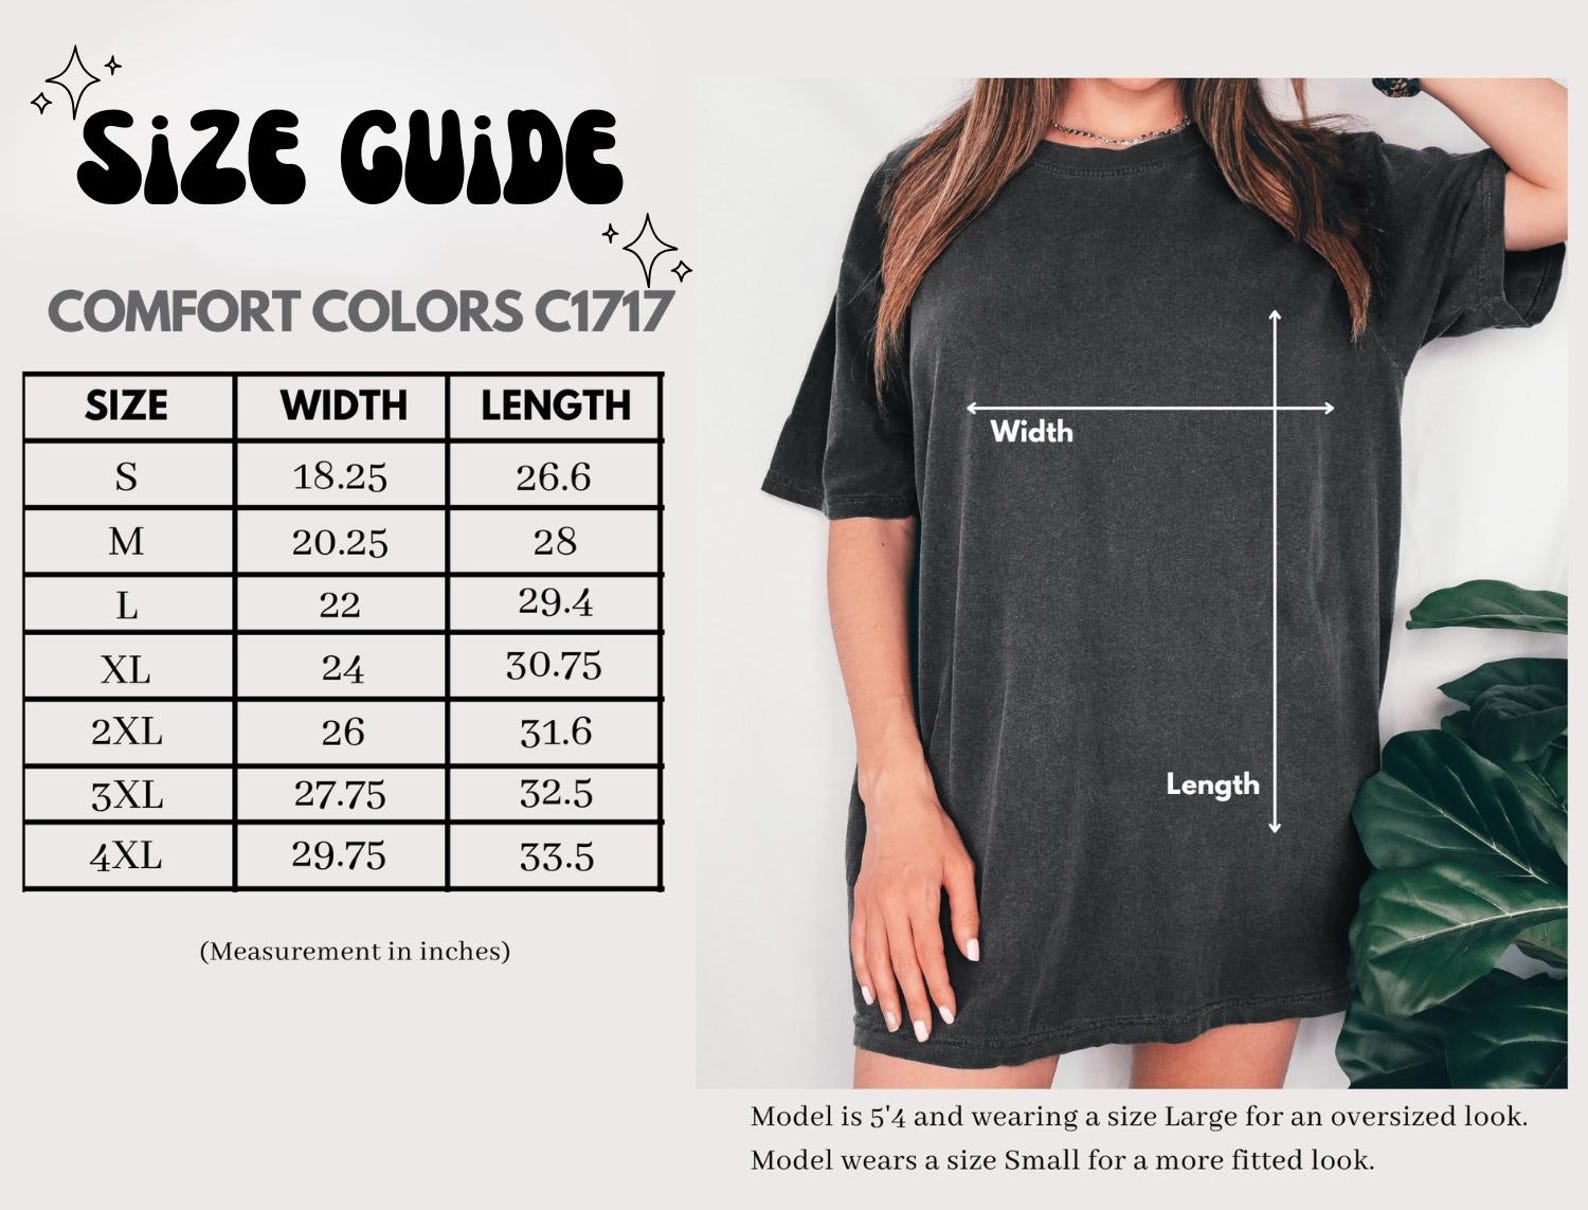 SiZE GUiDE
COMFORT COLORS C1717
SIZE WIDTH LENGTH
S 18.25 26.6
M 20.25 28
L 22 29.4
XL 24 30.75
2XL 26 31.6
3XL 27.75 32.5
4XL 29.75 33.5
(Measurement in inches)
Width
Length
Model is 5'4 and wearing a size Large for an oversized look.
Model wears a size Small for a more fitted look.